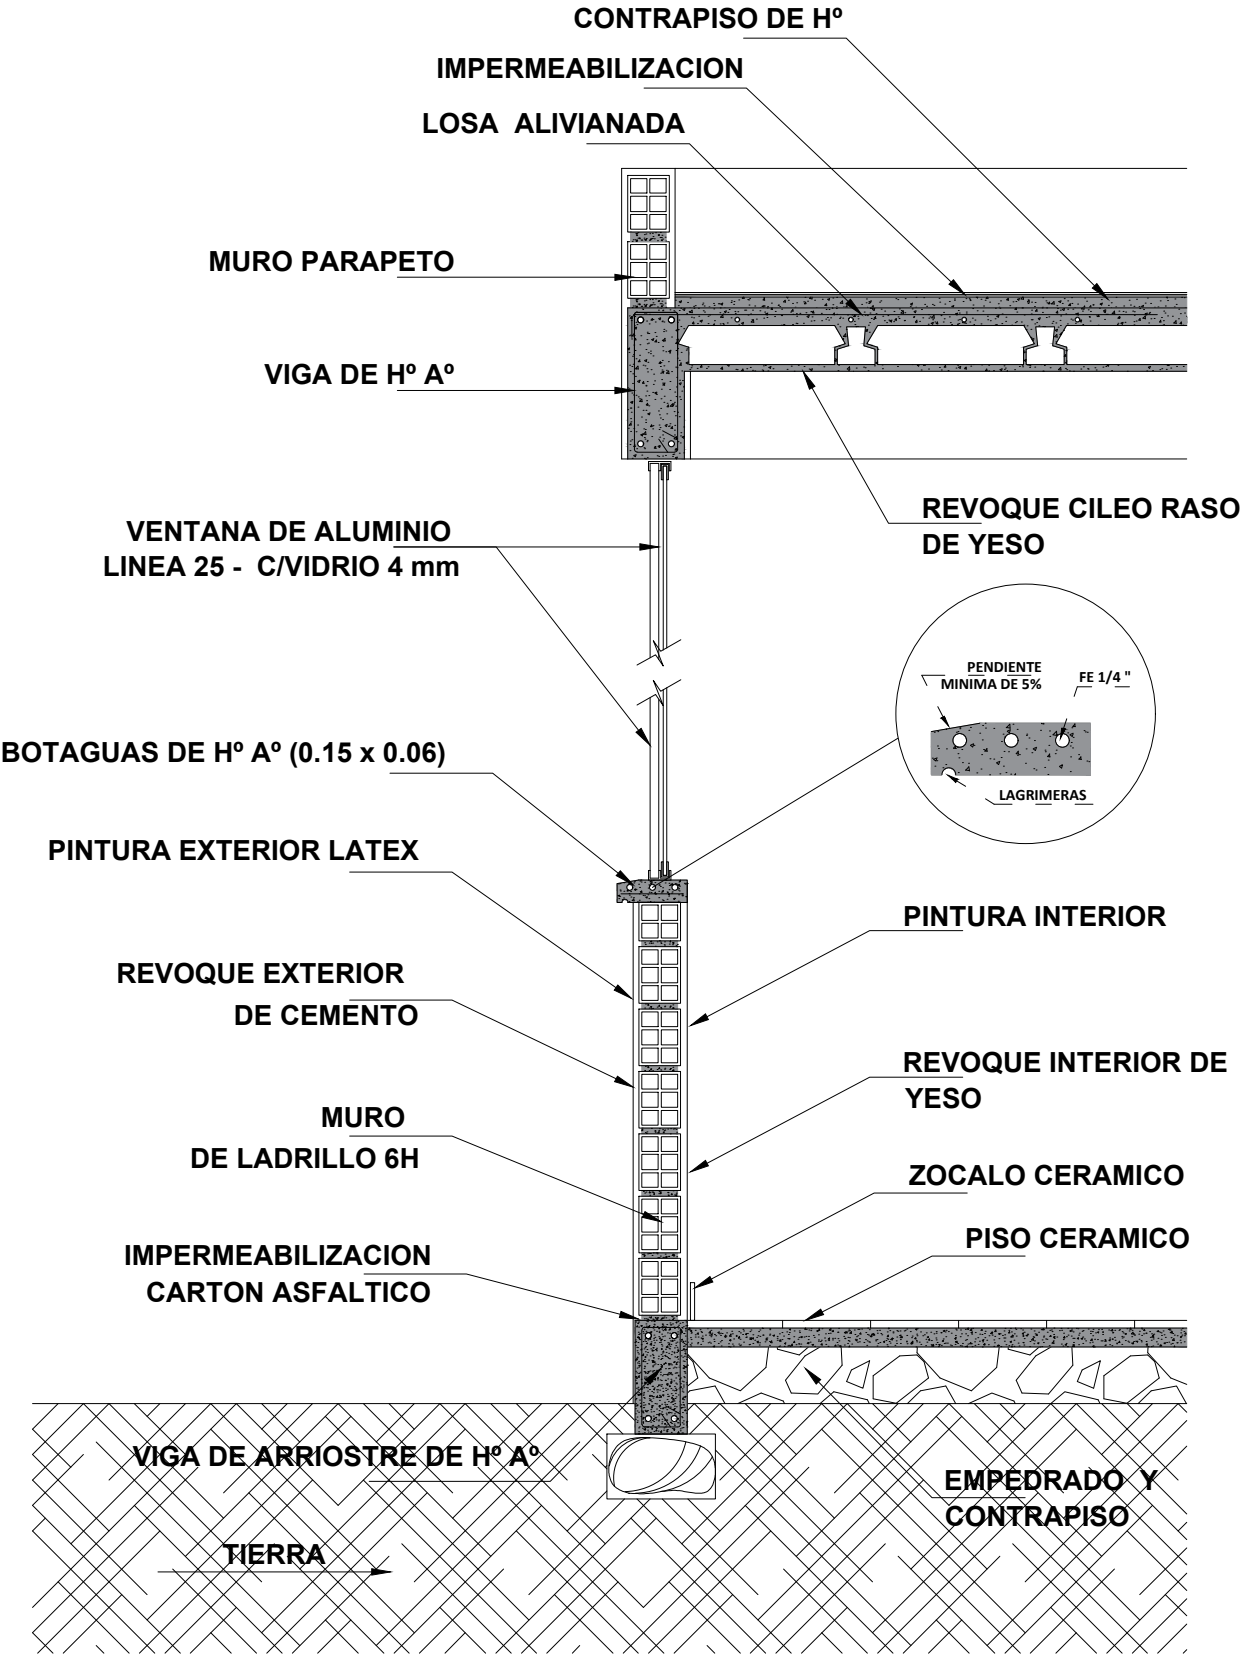 CONTRAPISO DE Hº
IMPERMEABILIZACION
LOSA ALIVIANADA
MURO PARAPETO
VIGA DE Hº Aº
REVOQUE CILEO RASO
DE YESO
VENTANA DE ALUMINIO
LINEA 25 - C/VIDRIO 4 mm
PENDIENTE
MINIMA DE 5%
FE 1/4 "
LAGRIMERAS
BOTAGUAS DE Hº Aº (0.15 x 0.06)
PINTURA EXTERIOR LATEX
PINTURA INTERIOR
REVOQUE EXTERIOR
DE CEMENTO
REVOQUE INTERIOR DE
YESO
MURO
DE LADRILLO 6H
ZOCALO CERAMICO
PISO CERAMICO
IMPERMEABILIZACION
CARTON ASFALTICO
VIGA DE ARRIOSTRE DE Hº Aº
EMPEDRADO Y
CONTRAPISO
TIERRA